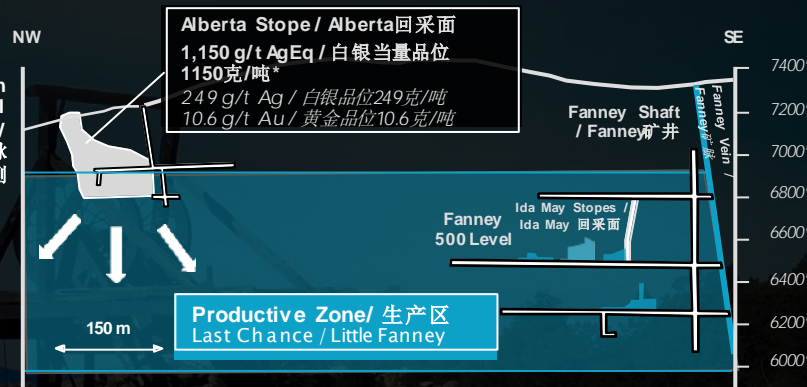 NW
SE
Alberta Stope / Alberta回采面
1,150 g/t AgEq / 白银当量品位
1150克/吨*
249 g/t Ag / 白银品位249克/吨
10.6 g/t Au / 黄金品位10.6克/吨
Fanney Shaft
/ Fanney矿井
Fanney Vein /
Fanney矿脉
Ida May Stopes /
Ida May 回采面
Fanney
500 Level
Productive Zone/ 生产区
Last Chance / Little Fanney
150 m
7400'
7200'
7000'
6800'
6600'
6400'
6200'
6000'